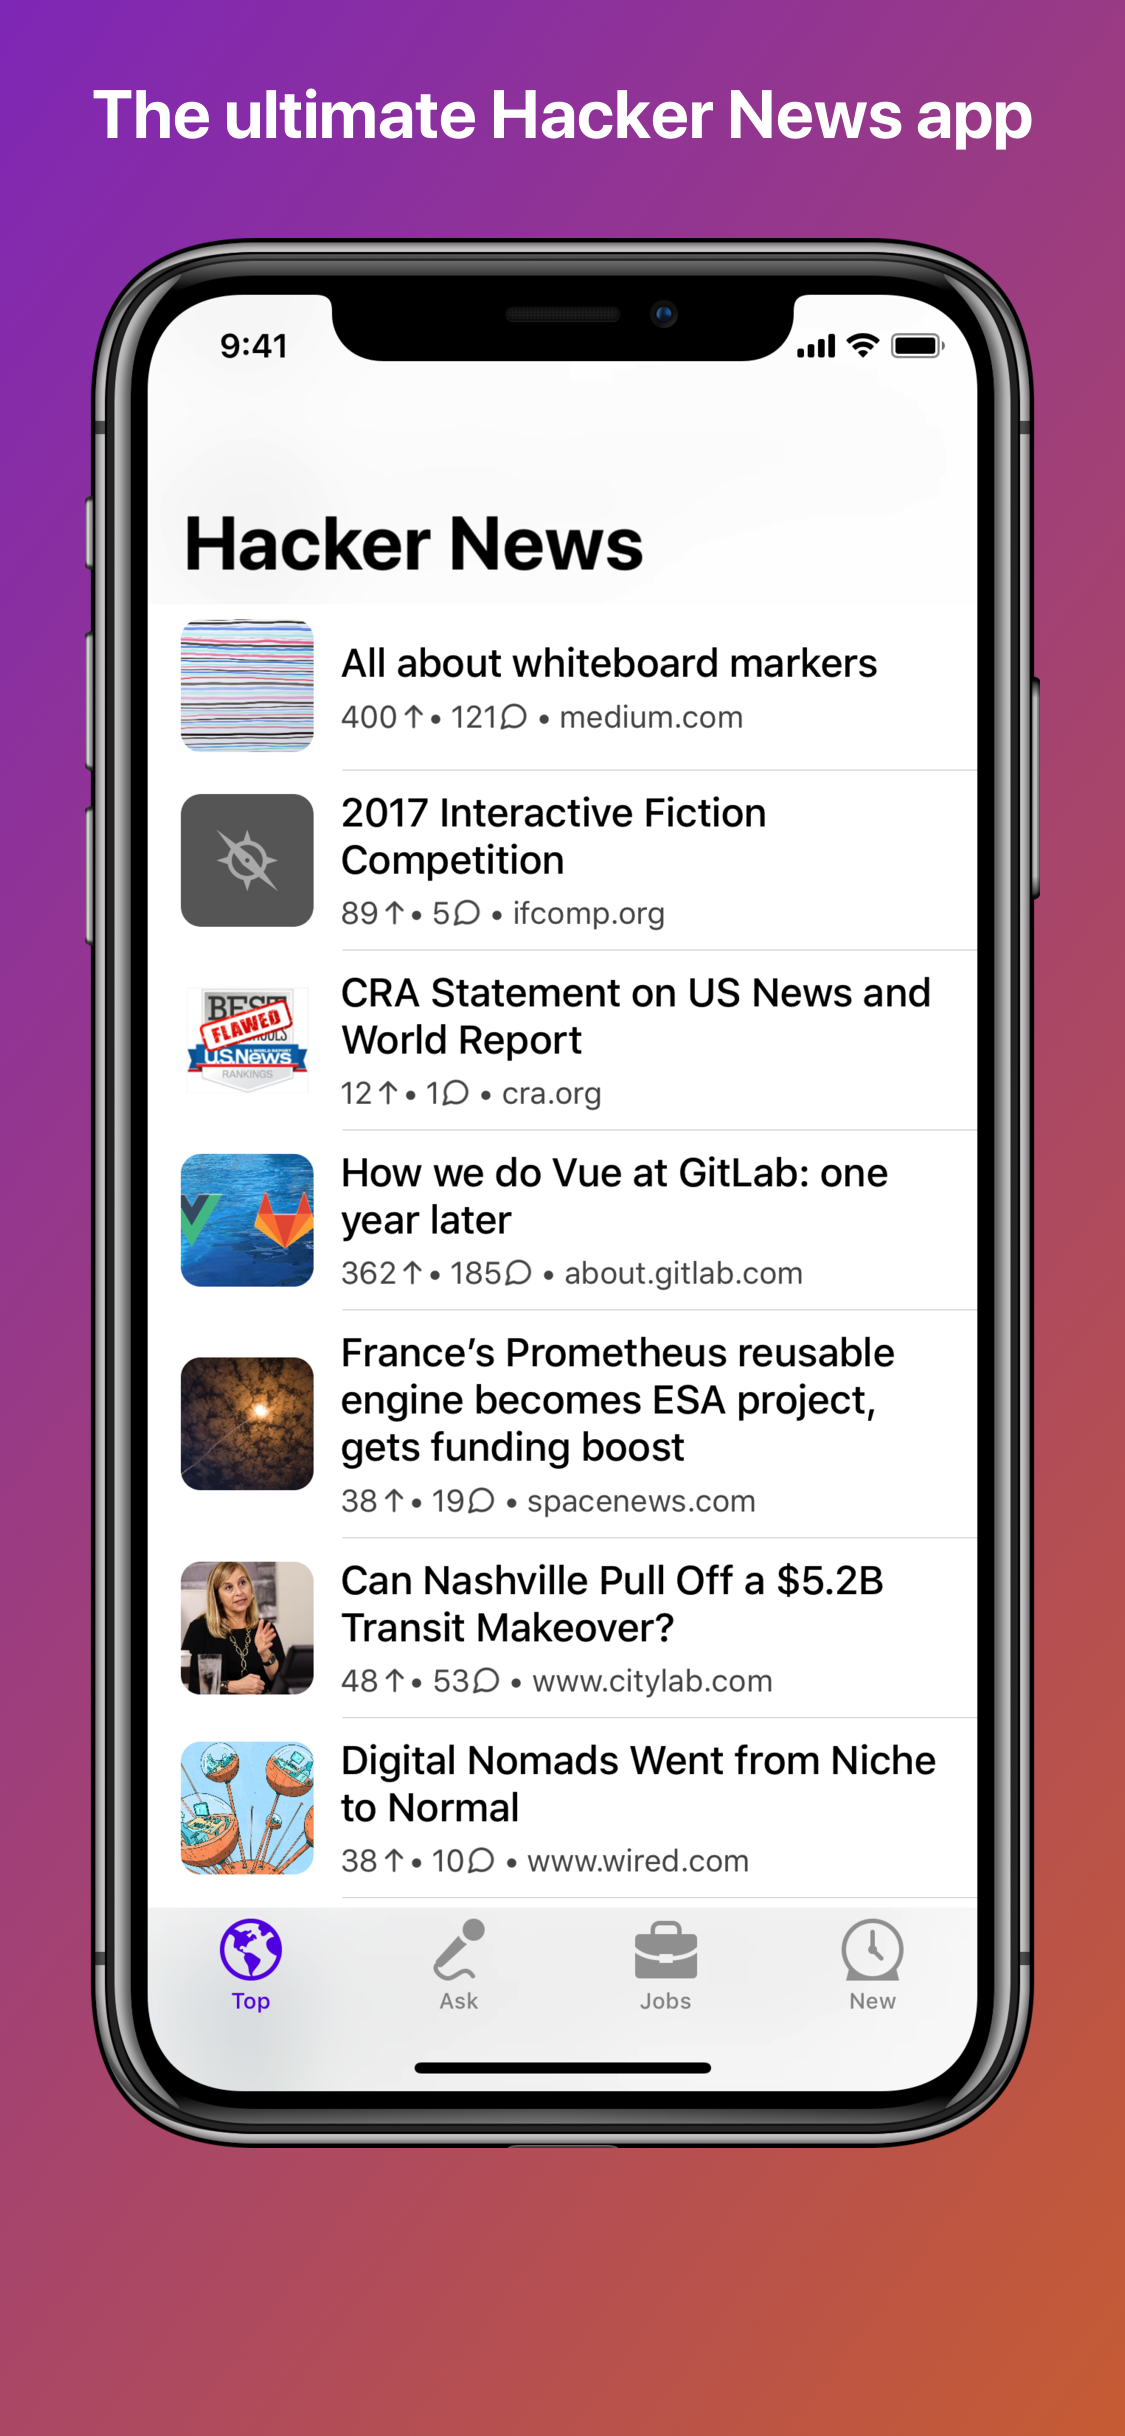 The ultimate Hacker News app
9:41
Hacker News
All about whiteboard markers
400 • 121 • medium.com
2017 Interactive Fiction
Competition
89 • 5 • ifcomp.org
BEST
FLAWED
U.S.News
RANKINGS
CRA Statement on US News and
World Report
12 • 1 • cra.org
How we do Vue at GitLab: one
year later
362 • 185 • about.gitlab.com
France’s Prometheus reusable
engine becomes ESA project,
gets funding boost
38 • 19 • spacenews.com
Can Nashville Pull Off a $5.2B
Transit Makeover?
48 • 53 • www.citylab.com
Digital Nomads Went from Niche
to Normal
38 • 10 • www.wired.com
Top Ask Jobs New